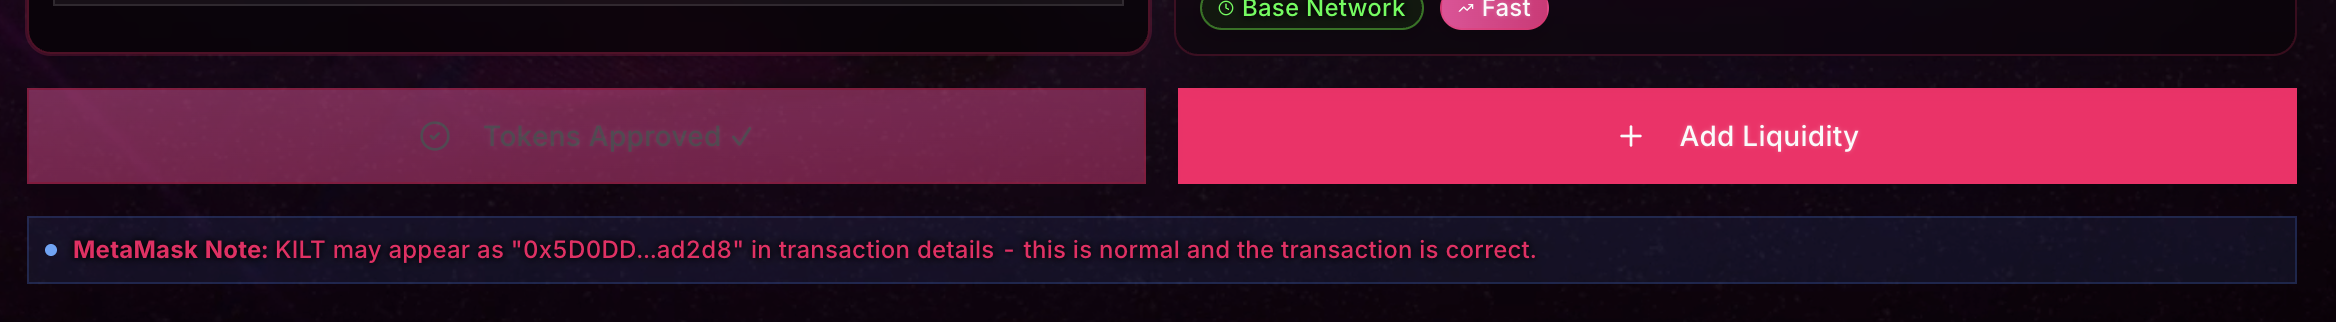 Base Network
Fast
Tokens Approved ✓
Add Liquidity
MetaMask Note: KILT may appear as "0x5D0DD...ad2d8" in transaction details - this is normal and the transaction is correct.